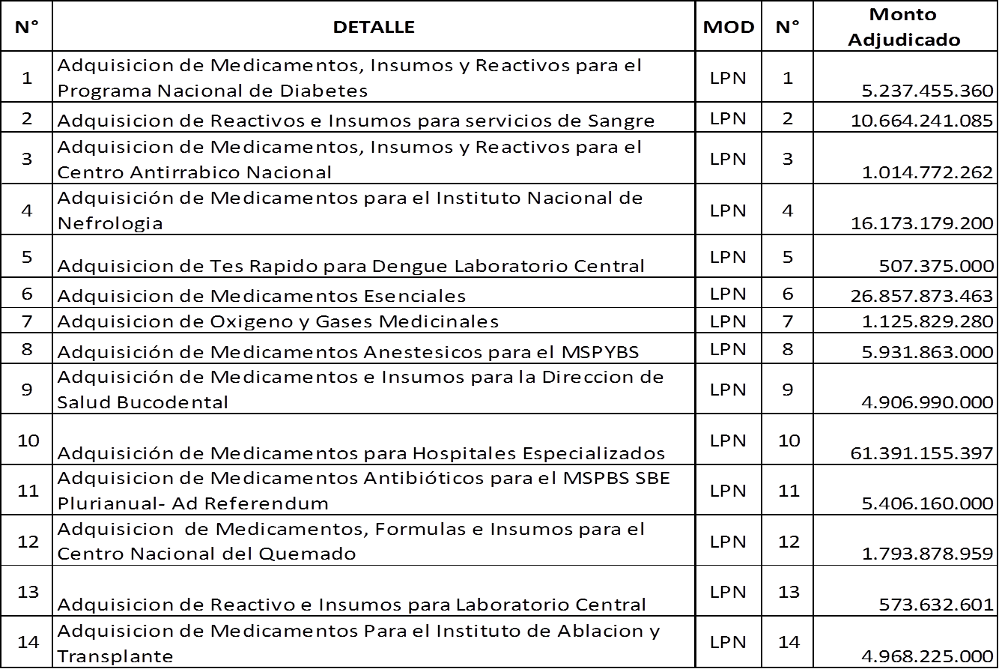 N° DETALLE MOD N° Monto Adjudicado
1 Adquisicion de Medicamentos, Insumos y Reactivos para el
Programa Nacional de Diabetes LPN 1 5.237.455.360
2 Adquisicion de Reactivos e Insumos para servicios de Sangre LPN 2 10.664.241.085
3 Adquisicion de Medicamentos, Insumos y Reactivos para el
Centro Antirrabico Nacional LPN 3 1.014.772.262
4 Adquisición de Medicamentos para el Instituto Nacional de
Nefrologia LPN 4 16.173.179.200
5 Adquisicion de Tes Rapido para Dengue Laboratorio Central LPN 5 507.375.000
6 Adquisicion de Medicamentos Esenciales LPN 6 26.857.873.463
7 Adquisicion de Oxigeno y Gases Medicinales LPN 7 1.125.829.280
8 Adquisición de Medicamentos Anestesicos para el MSPYBS LPN 8 5.931.863.000
9 Adquisición de Medicamentos e Insumos para la Direccion de
Salud Bucodental LPN 9 4.906.990.000
10 Adquisición de Medicamentos para Hospitales Especializados LPN 10 61.391.155.397
11 Adquisicion de Medicamentos Antibióticos para el MSPBS SBE
Plurianual- Ad Referendum LPN 11 5.406.160.000
12 Adquisicion  de Medicamentos, Formulas e Insumos para el
Centro Nacional del Quemado LPN 12 1.793.878.959
13 Adquisicion de Reactivo e Insumos para Laboratorio Central LPN 13 573.632.601
14 Adquisicion de Medicamentos Para el Instituto de Ablacion y
Transplante LPN 14 4.968.225.000